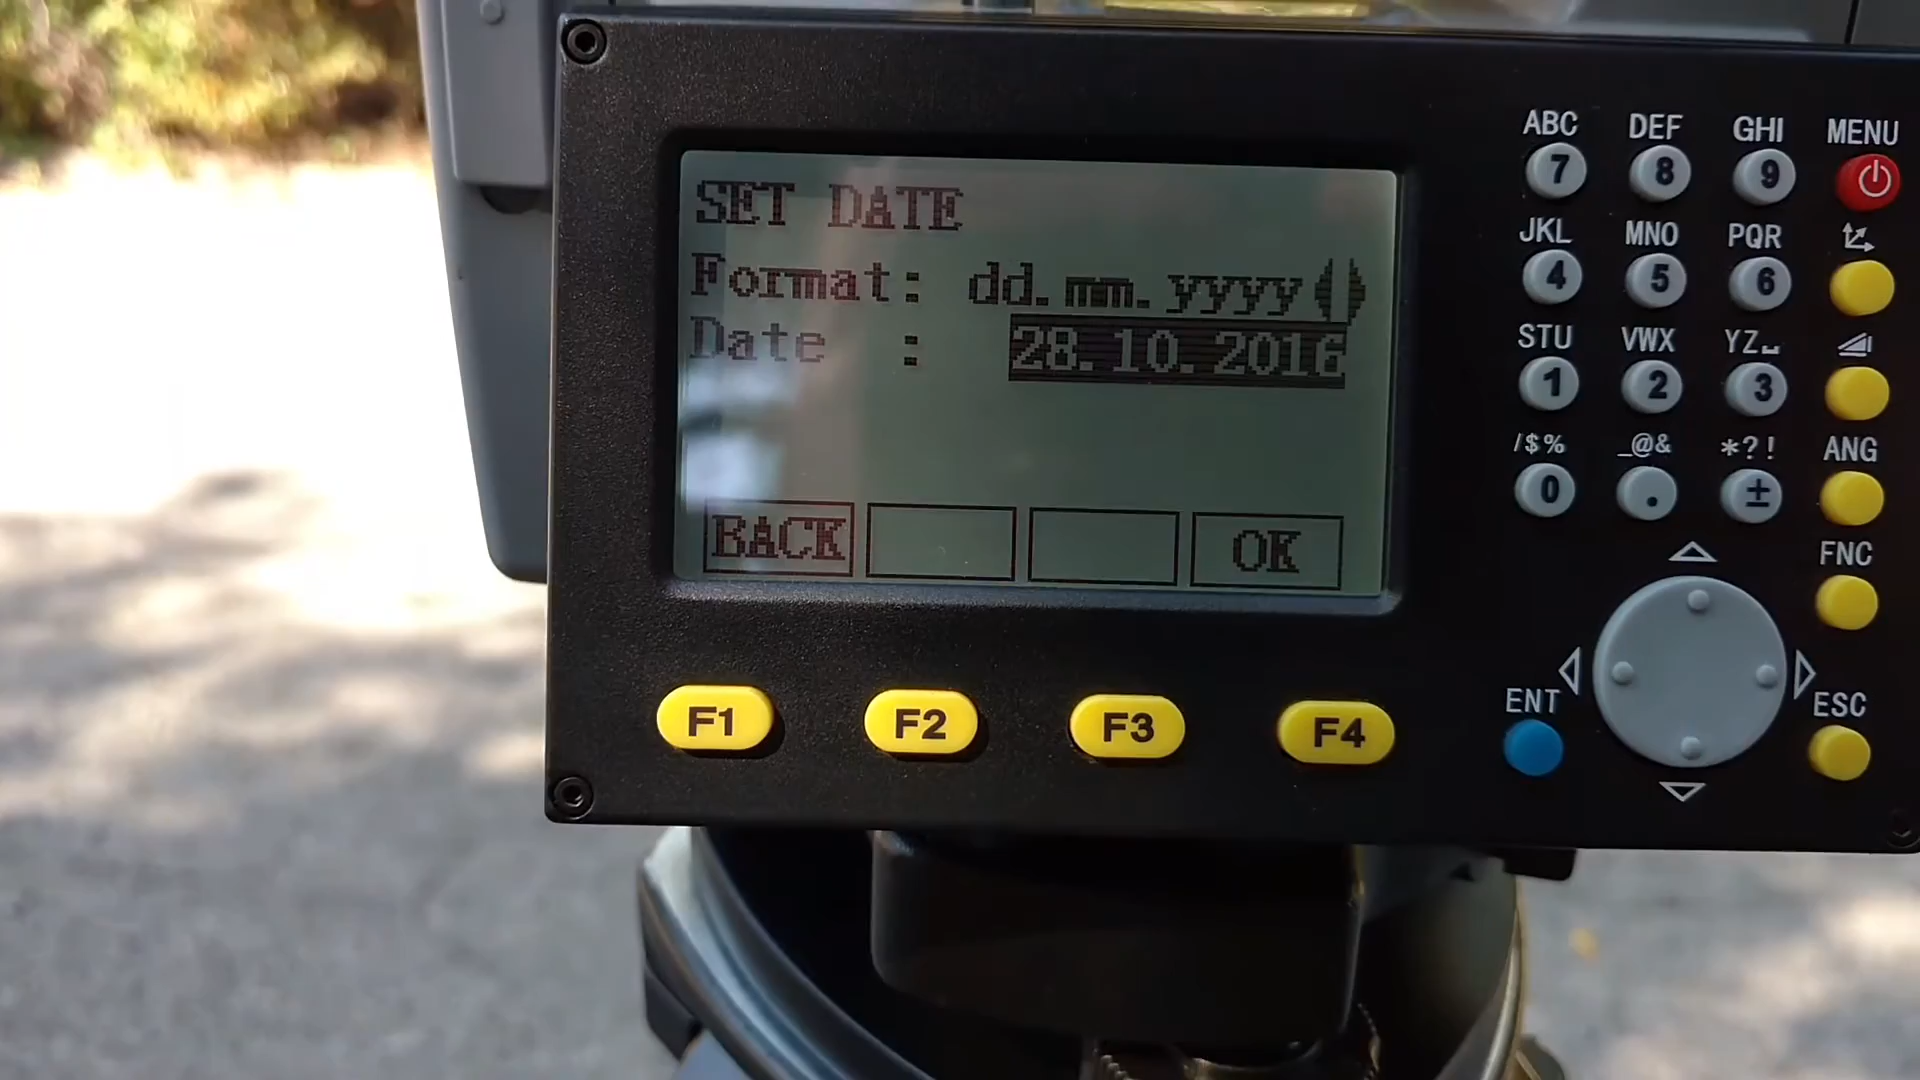 SET DATE
Format: dd.mm.yyyy
Date : 28.10.2016
BACK OK
F1 F2 F3 F4
ABC DEF GHI MENU
7 8 9
JKL MNO PQR
4 5 6
STU VWX YZ␣
1 2 3
/$% _@& *?! ANG
0 . ±
FNC
ENT ESC